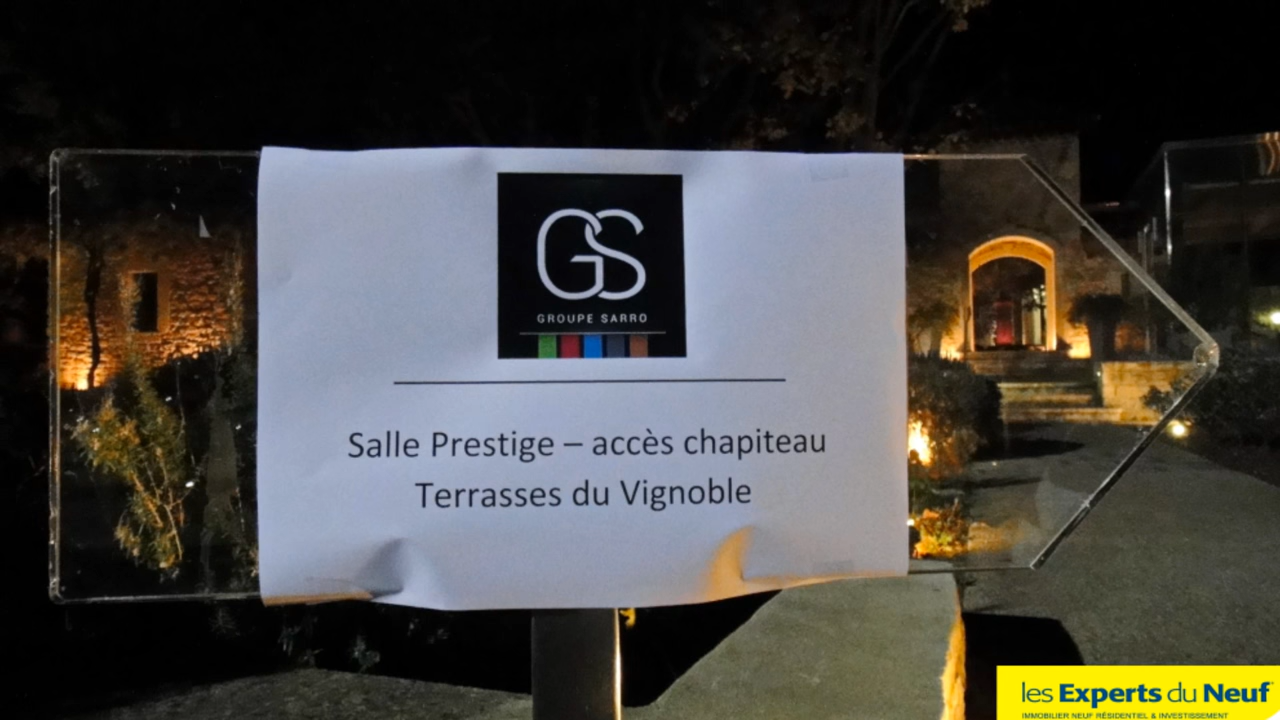 GS
GROUPE SARRO
Salle Prestige – accès chapiteau
Terrasses du Vignoble
les Experts du Neuf
IMMOBILIER NEUF RÉSIDENTIEL & INVESTISSEMENT